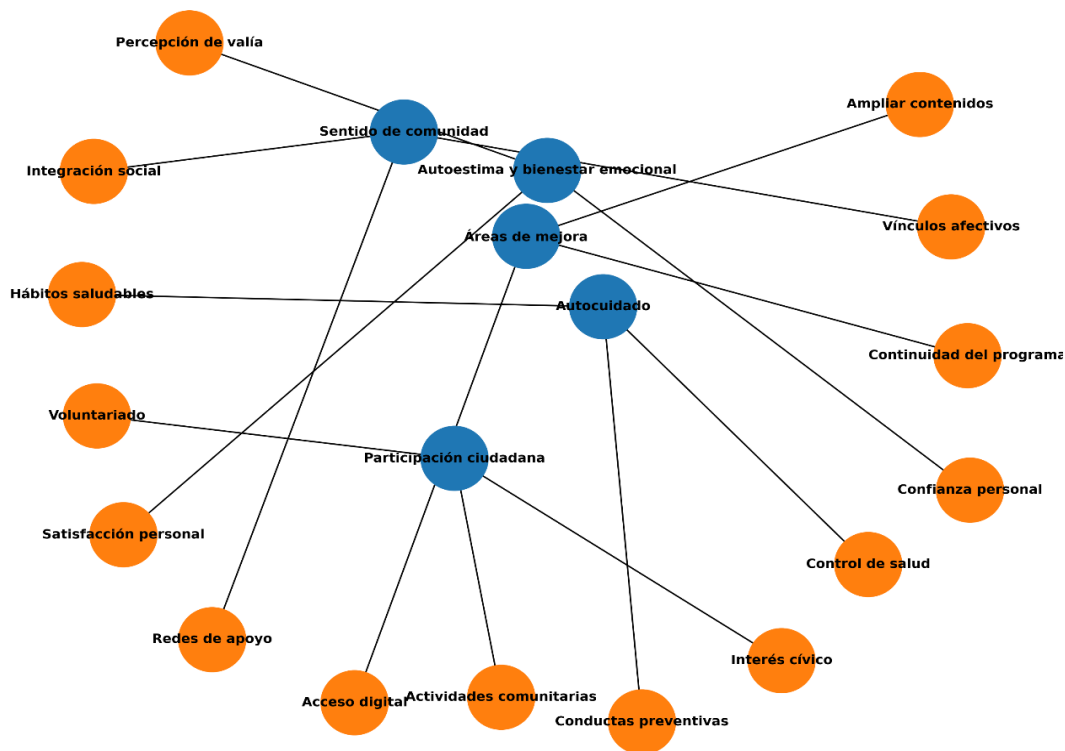 Percepción de valía
Ampliar contenidos
Sentido de comunidad
Integración social
Autoestima y bienestar emocional
Vínculos afectivos
Áreas de mejora
Hábitos saludables
Autocuidado
Continuidad del programa
Voluntariado
Participación ciudadana
Confianza personal
Satisfacción personal
Control de salud
Redes de apoyo
Interés cívico
Acceso digital
Actividades comunitarias
Conductas preventivas